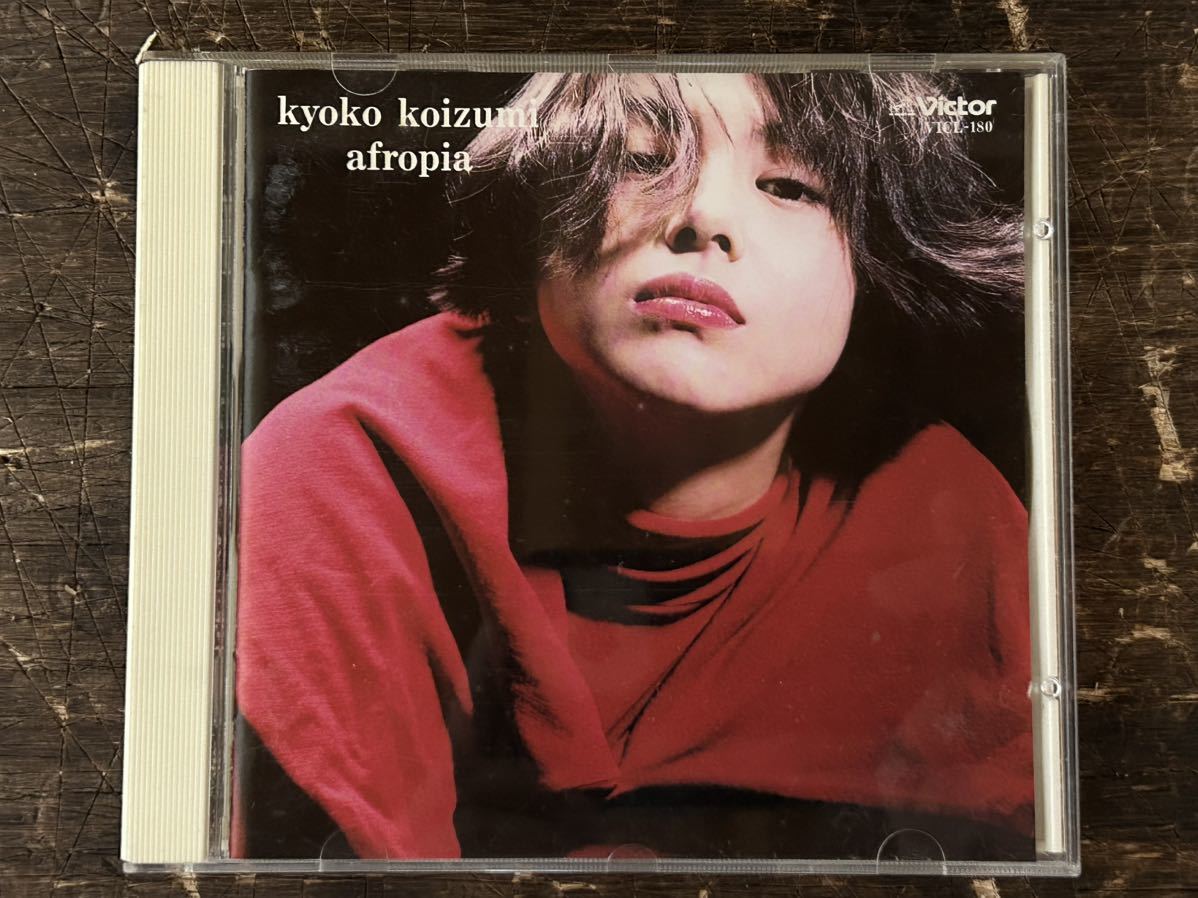 kyoko koizumi
afropia
Victor
VICL-180